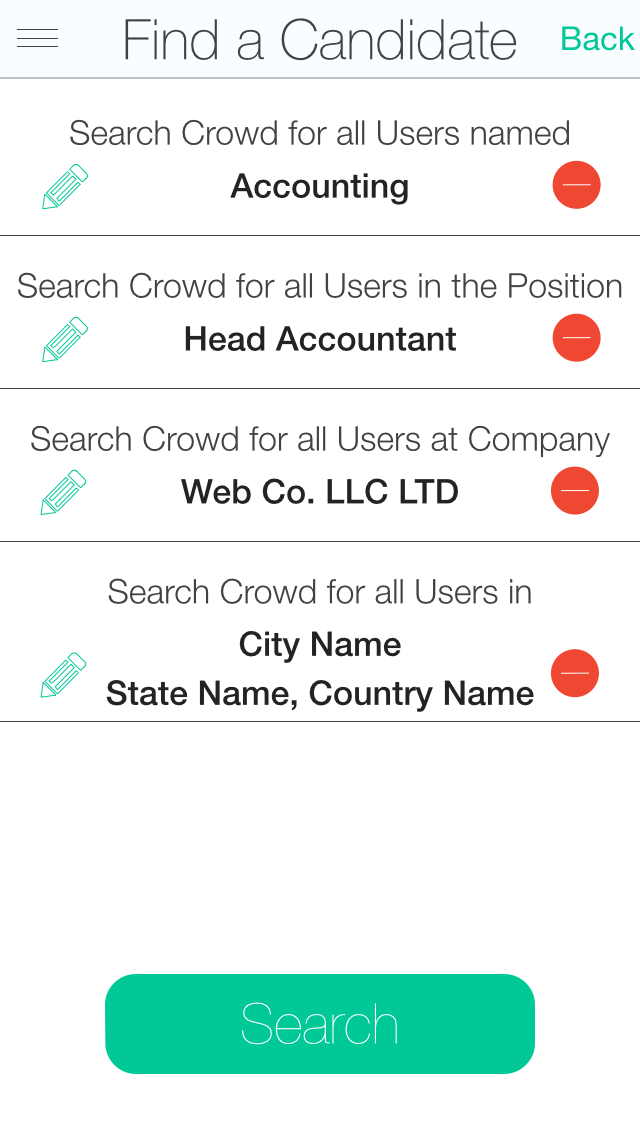 Find a Candidate
Back
Search Crowd for all Users named
Accounting
Search Crowd for all Users in the Position
Head Accountant
Search Crowd for all Users at Company
Web Co. LLC LTD
Search Crowd for all Users in
City Name
State Name, Country Name
Search